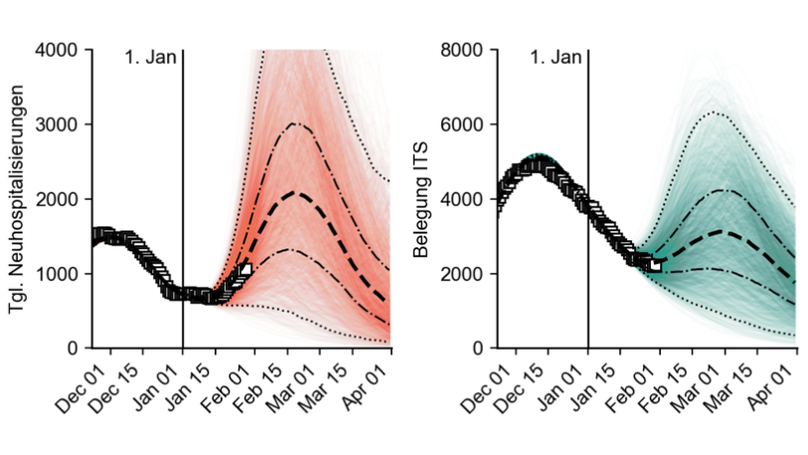 4000
3000
2000
1000
0
Tgl. Neuhospitalisierungen
1. Jan
Dec 01
Dec 15
Jan 01
Jan 15
Feb 01
Feb 15
Mar 01
Mar 15
Apr 01
8000
6000
4000
2000
0
Belegung ITS
1. Jan
Dec 01
Dec 15
Jan 01
Jan 15
Feb 01
Feb 15
Mar 01
Mar 15
Apr 01